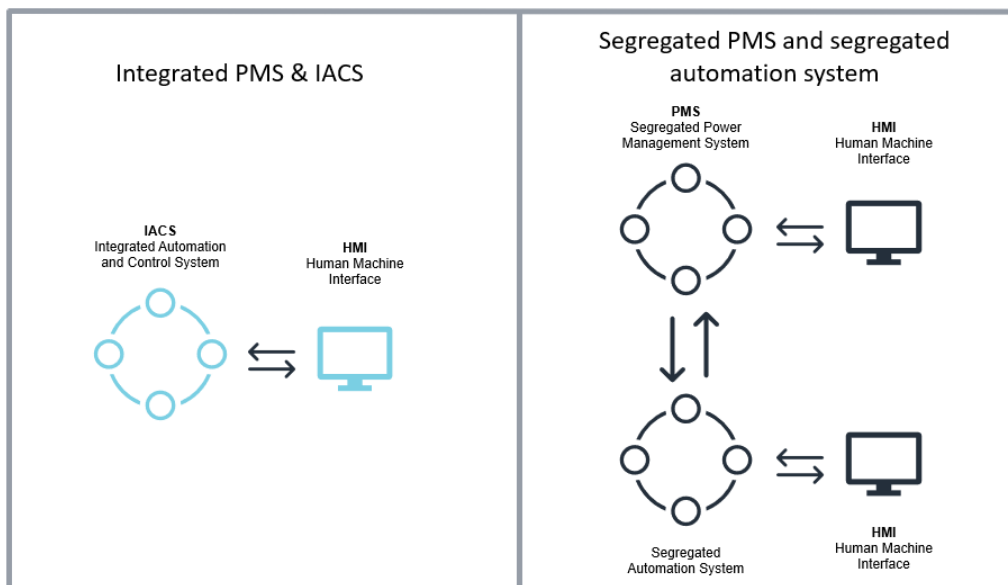 Integrated PMS & IACS
IACS
Integrated Automation
and Control System
HMI
Human Machine
Interface
Segregated PMS and segregated
automation system
PMS
Segregated Power
Management System
HMI
Human Machine
Interface
Segregated
Automation System
HMI
Human Machine
Interface